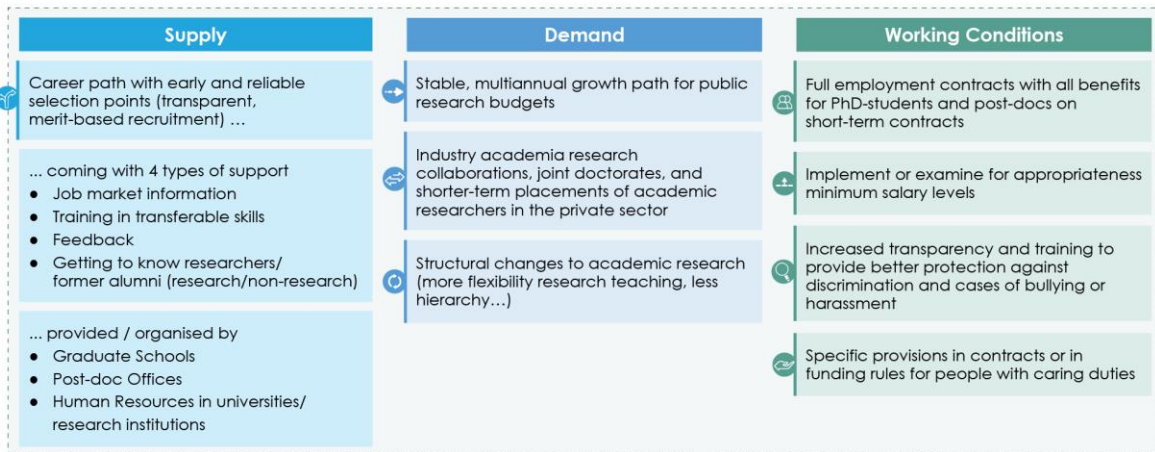 Supply
Career path with early and reliable
selection points (transparent,
merit-based recruitment) …
... coming with 4 types of support
● Job market information
● Training in transferable skills
● Feedback
● Getting to know researchers/
former alumni (research/non-research)
... provided / organised by
● Graduate Schools
● Post-doc Offices
● Human Resources in universities/
research institutions
Demand
Stable, multiannual growth path for public
research budgets
Industry academia research
collaborations, joint doctorates, and
shorter-term placements of academic
researchers in the private sector
Structural changes to academic research
(more flexibility research teaching, less
hierarchy…)
Working Conditions
Full employment contracts with all benefits
for PhD-students and post-docs on
short-term contracts
Implement or examine for appropriateness
minimum salary levels
Increased transparency and training to
provide better protection against
discrimination and cases of bullying or
harassment
Specific provisions in contracts or in
funding rules for people with caring duties